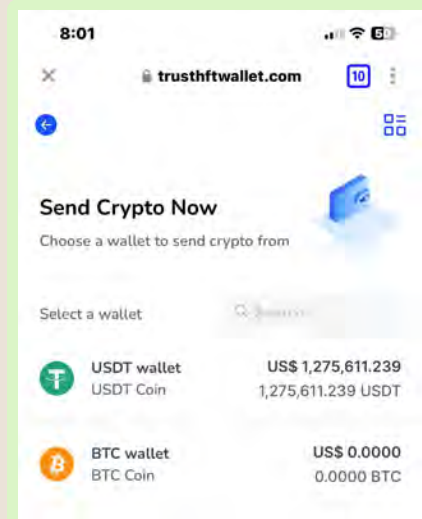 8:01
trusthftwallet.com 10
Send Crypto Now
Choose a wallet to send crypto from
Select a wallet
USDT wallet US$ 1,275,611.239
USDT Coin 1,275,611.239 USDT
BTC wallet US$ 0.0000
BTC Coin 0.0000 BTC